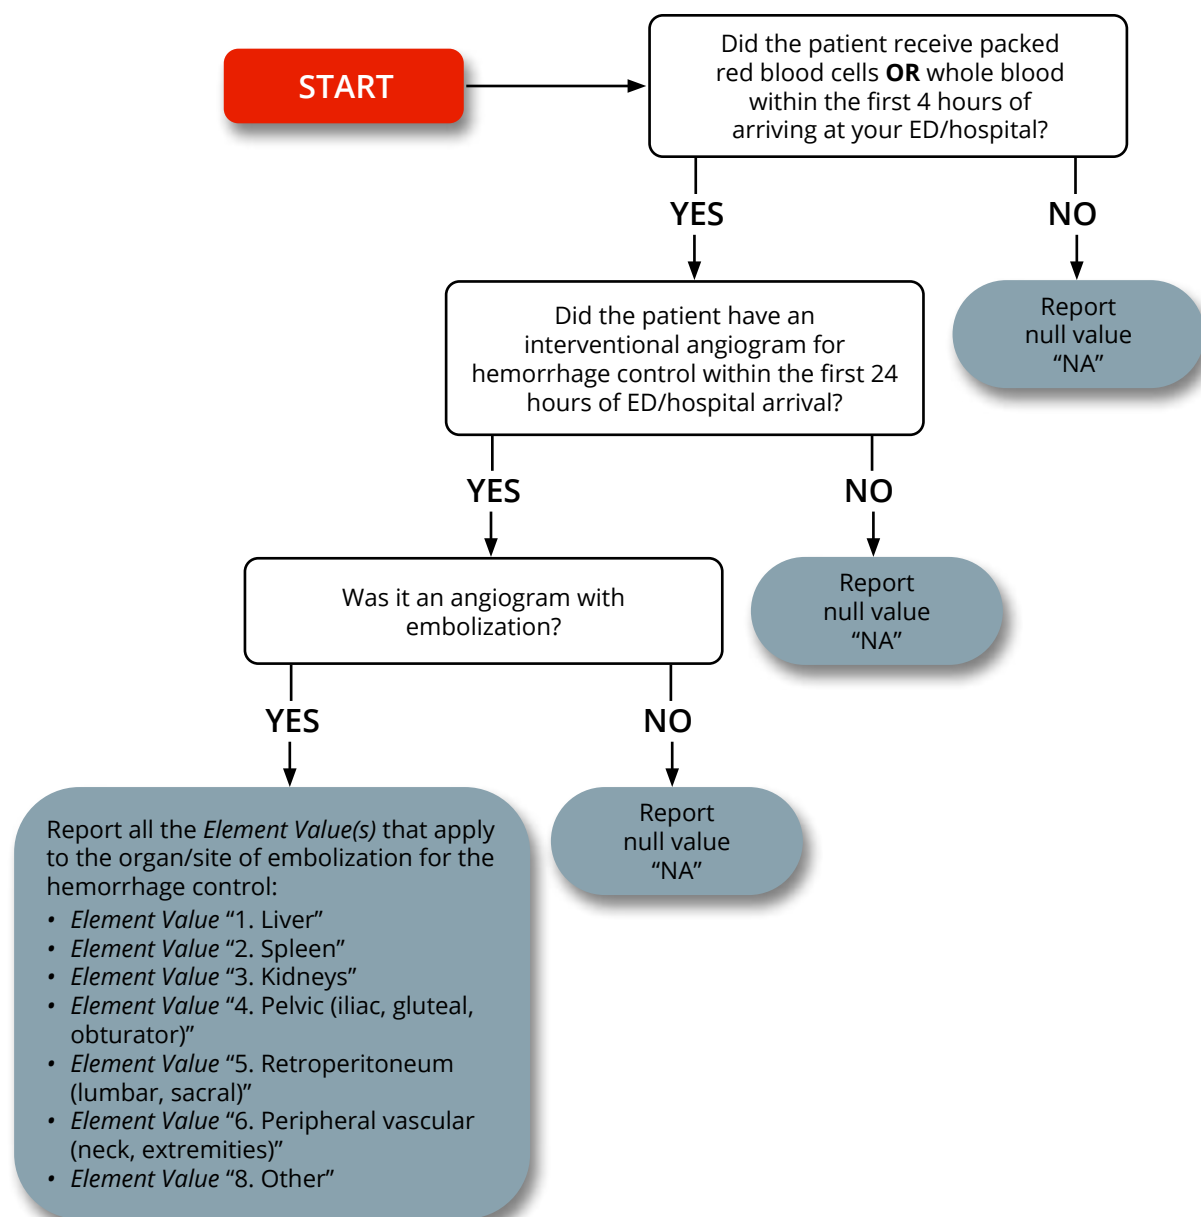 START
Did the patient receive packed
red blood cells OR whole blood
within the first 4 hours of
arriving at your ED/hospital?
YES
NO
Report
null value
“NA”
Did the patient have an
interventional angiogram for
hemorrhage control within the first 24
hours of ED/hospital arrival?
YES
NO
Report
null value
“NA”
Was it an angiogram with
embolization?
YES
NO
Report
null value
“NA”
Report all the Element Value(s) that apply
to the organ/site of embolization for the
hemorrhage control:
• Element Value “1. Liver”
• Element Value “2. Spleen”
• Element Value “3. Kidneys”
• Element Value “4. Pelvic (iliac, gluteal,
obturator)”
• Element Value “5. Retroperitoneum
(lumbar, sacral)”
• Element Value “6. Peripheral vascular
(neck, extremities)”
• Element Value “8. Other”